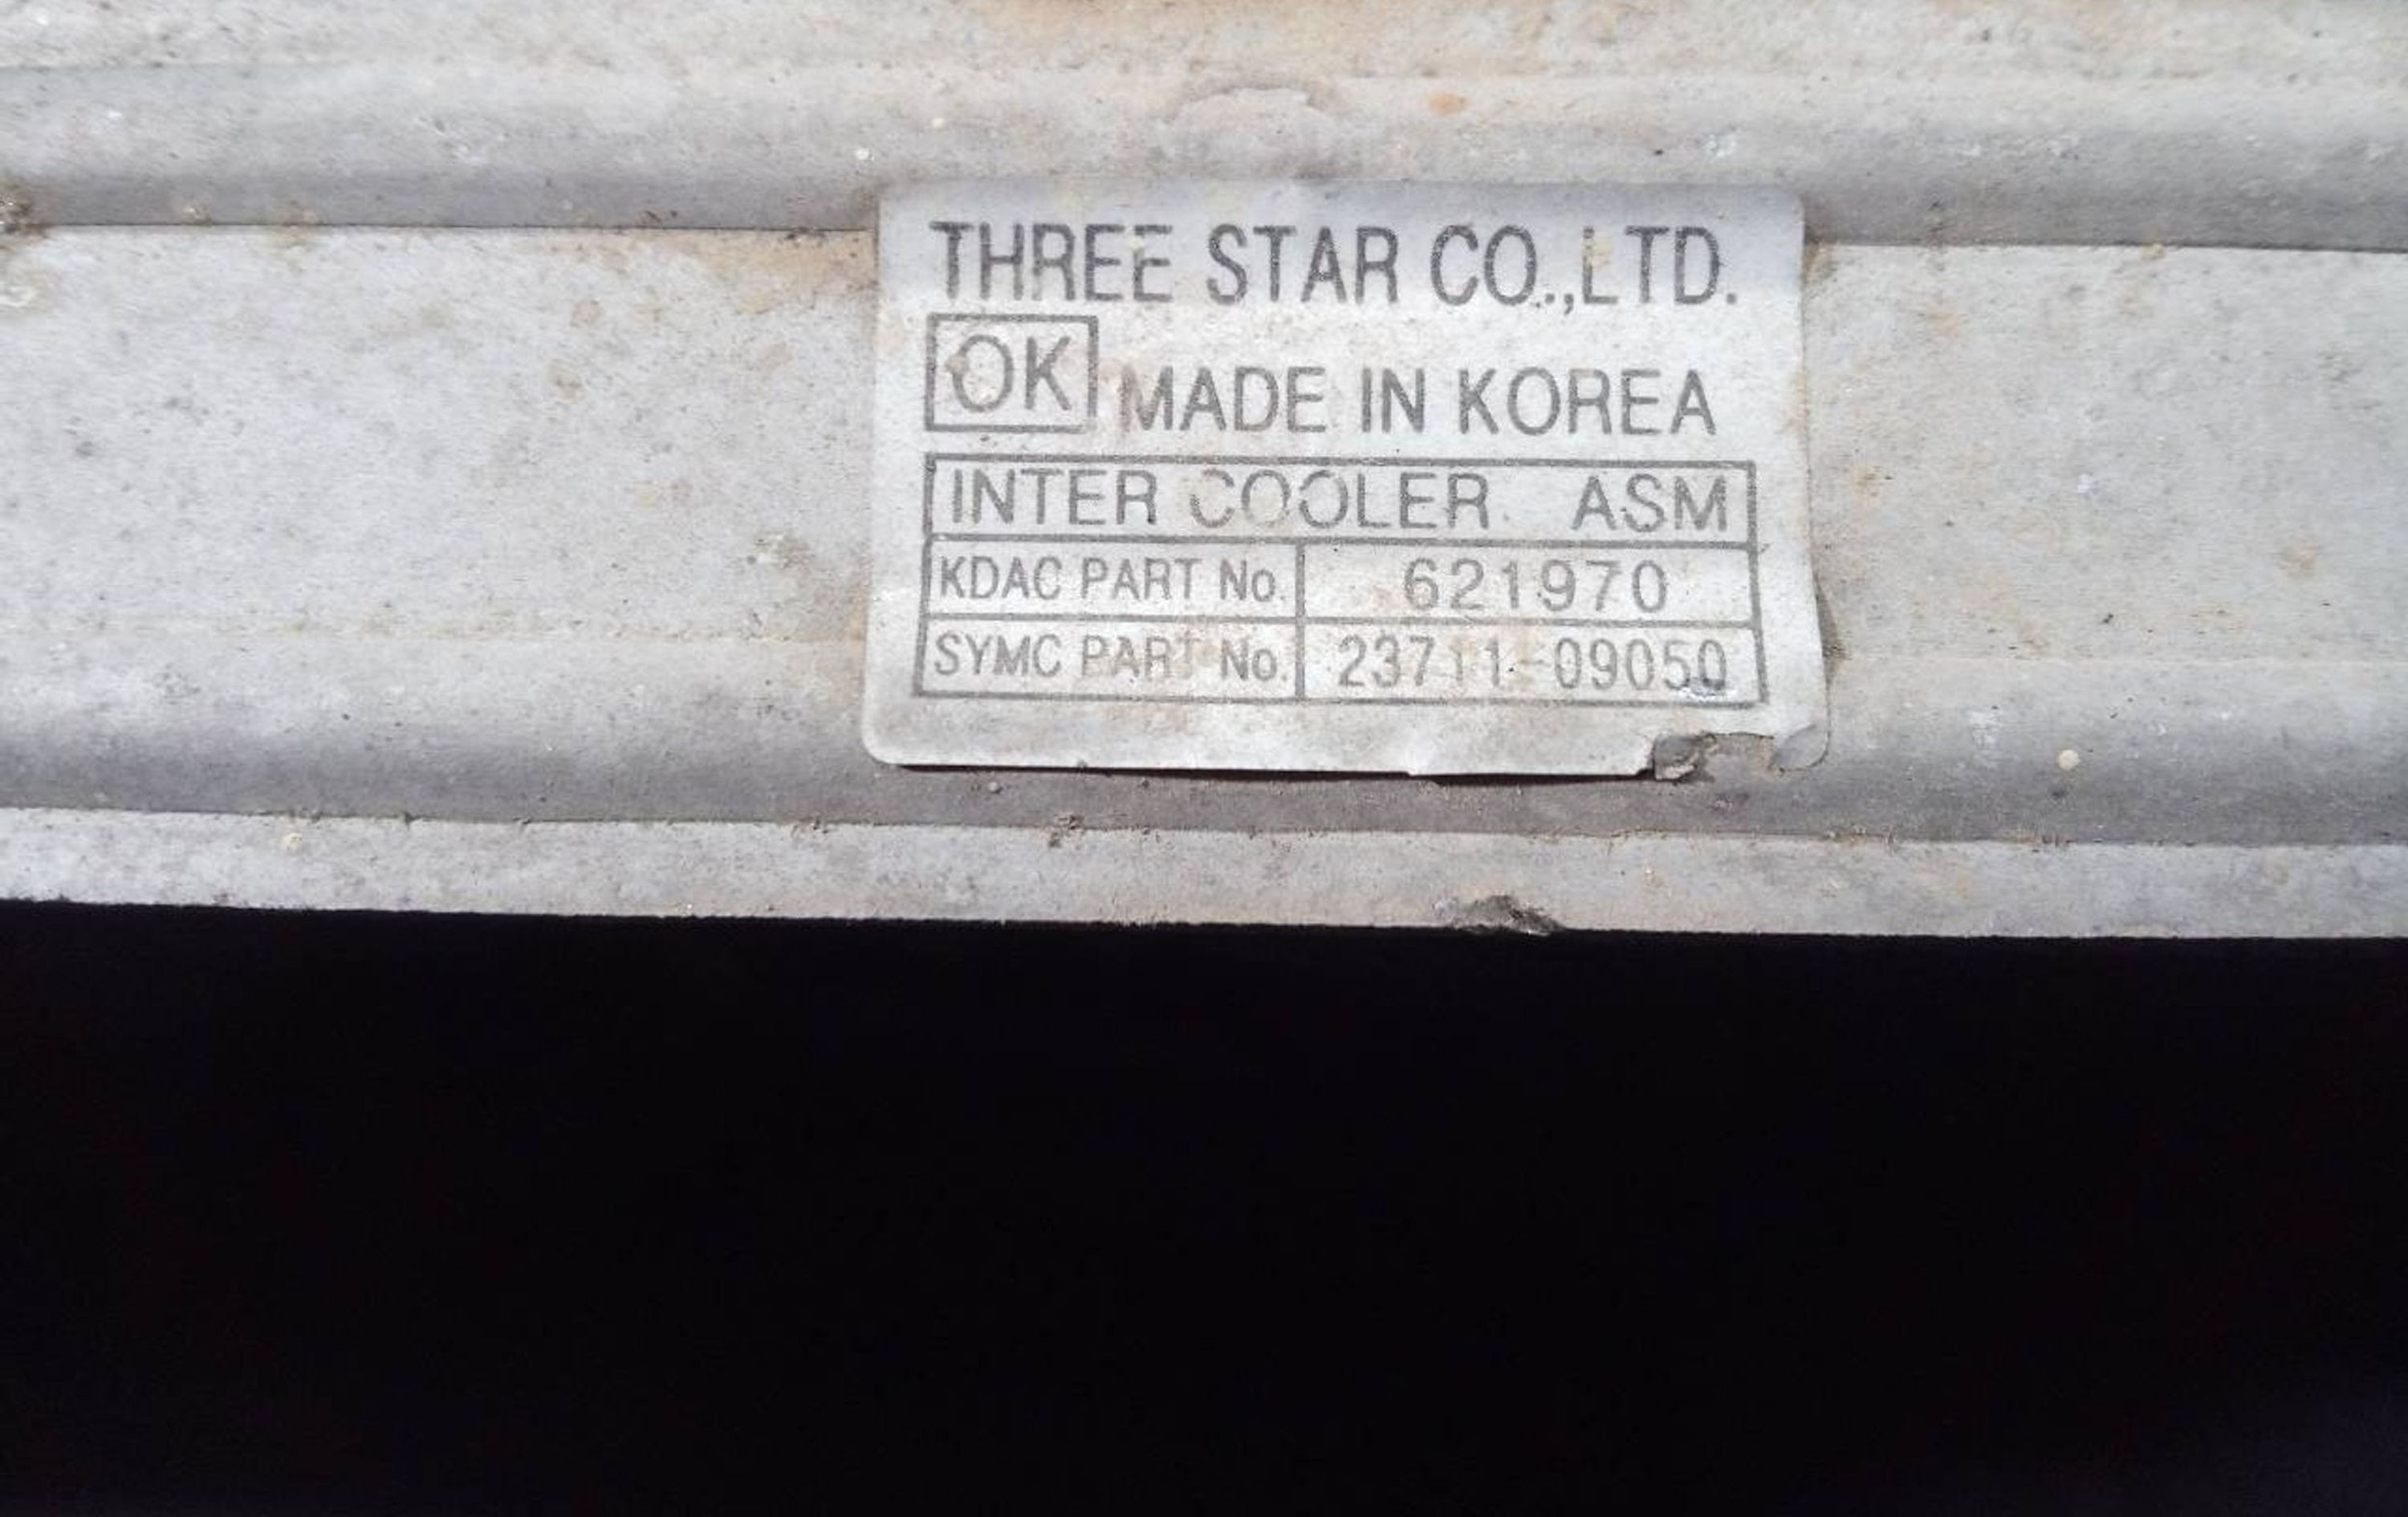 THREE STAR CO.,LTD.
OK MADE IN KOREA
INTER COOLER ASM
KDAC PART No. 621970
SYMC PART No. 23711-09050